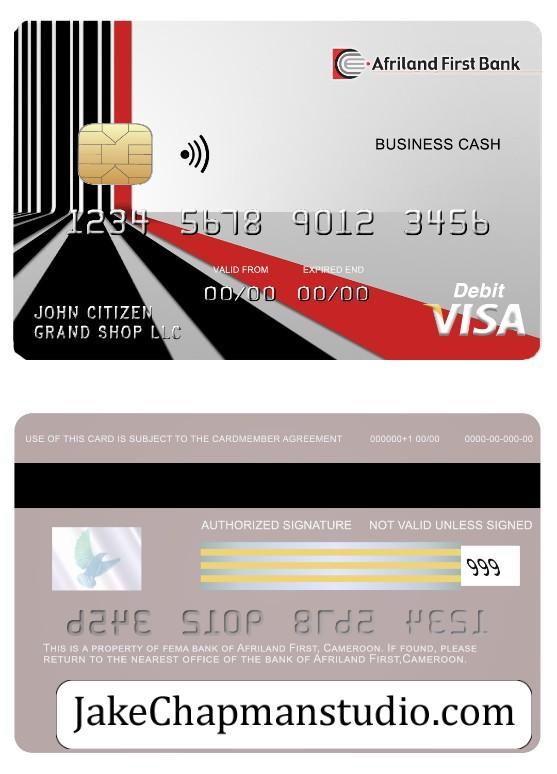 Afriland First Bank
BUSINESS CASH
1234 5678 9012 3456
VALID FROM EXPIRED END
00/00 00/00
JOHN CITIZEN
GRAND SHOP LLC
Debit
VISA
USE OF THIS CARD IS SUBJECT TO THE CARDMEMBER AGREEMENT 000000+1 00/00 0000-00-000-00
AUTHORIZED SIGNATURE NOT VALID UNLESS SIGNED
999
THIS IS A PROPERTY OF FEMA BANK OF AFRILAND FIRST, CAMEROON. IF FOUND, PLEASE
RETURN TO THE NEAREST OFFICE OF THE BANK OF AFRILAND FIRST,CAMEROON.
JakeChapmanstudio.com